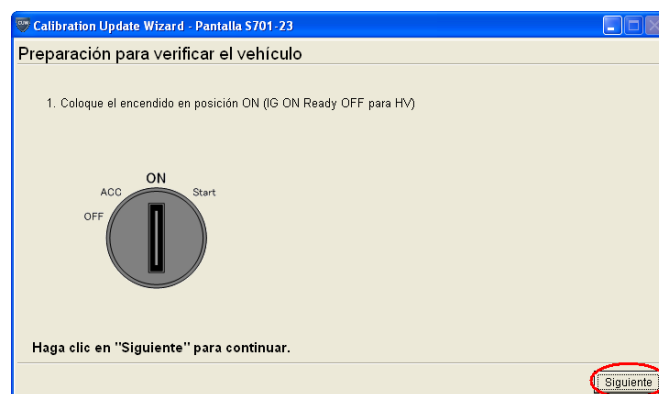 Calibration Update Wizard - Pantalla S701-23
Preparación para verificar el vehículo
1. Coloque el encendido en posición ON (IG ON Ready OFF para HV)
ON
ACC
Start
OFF
Haga clic en "Siguiente" para continuar.
Siguiente